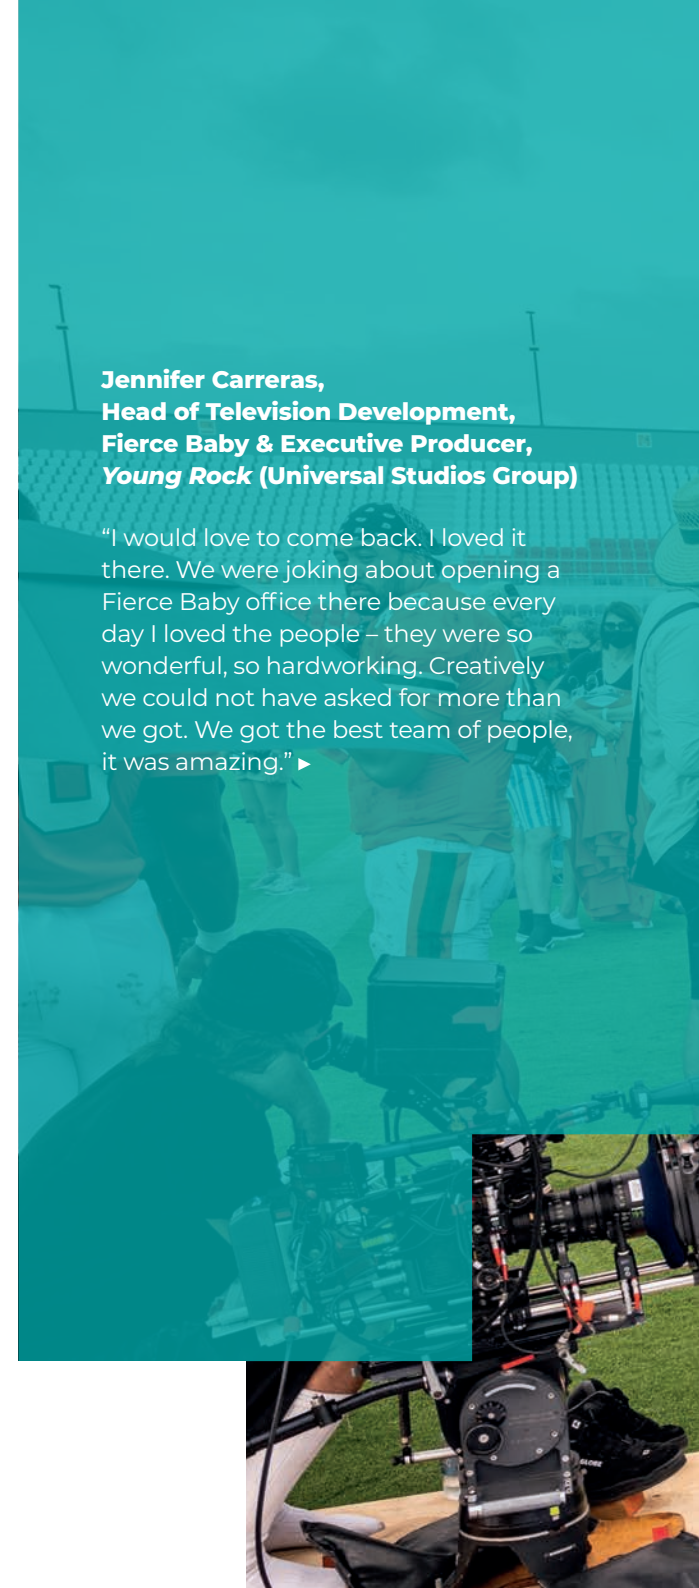 Jennifer Carreras,
Head of Television Development,
Fierce Baby & Executive Producer,
Young Rock (Universal Studios Group)
“I would love to come back. I loved it
there. We were joking about opening a
Fierce Baby office there because every
day I loved the people – they were so
wonderful, so hardworking. Creatively
we could not have asked for more than
we got. We got the best team of people,
it was amazing.” ▸
GLOBE